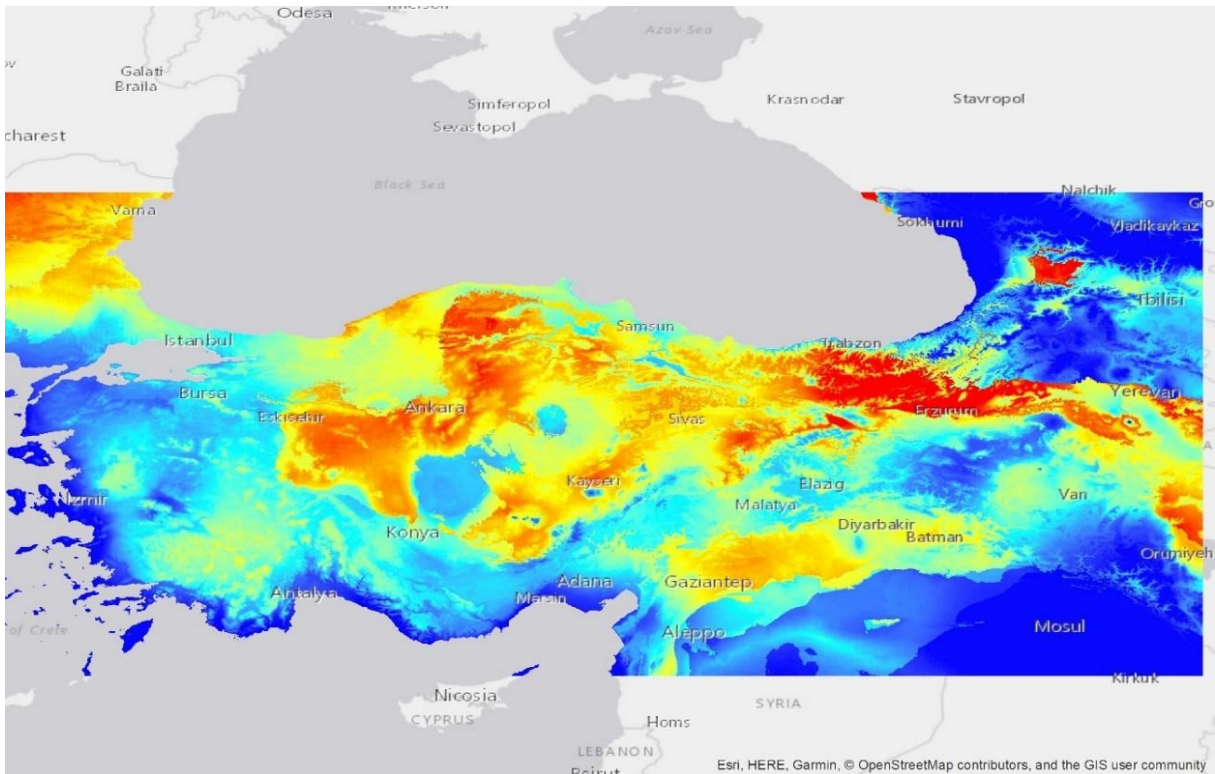 Odesa
Kherson
Azov Sea
Galati
Braila
Krasnodar
Stavropol
Simferopol
Sevastopol
charest
Black Sea
Nalchik
Gro
Varna
Sokhumi
Vladikavkaz
Tbilisi
Samsun
Istanbul
Trabzon
Bursa
Yerevan
Ankara
Eskisehir
Sivas
Erzurum
A
Kayseri
Elazig
Van
Izmir
Malatya
Konya
Diyarbakir
Batman
Orumiyeh
Adana
Gaziantep
Antalya
Mersin
of Crete
Aleppo
Mosul
Kirkuk
Nicosia
CYPRUS
SYRIA
Homs
LEBANON
Beirut
Esri, HERE, Garmin, © OpenStreetMap contributors, and the GIS user community